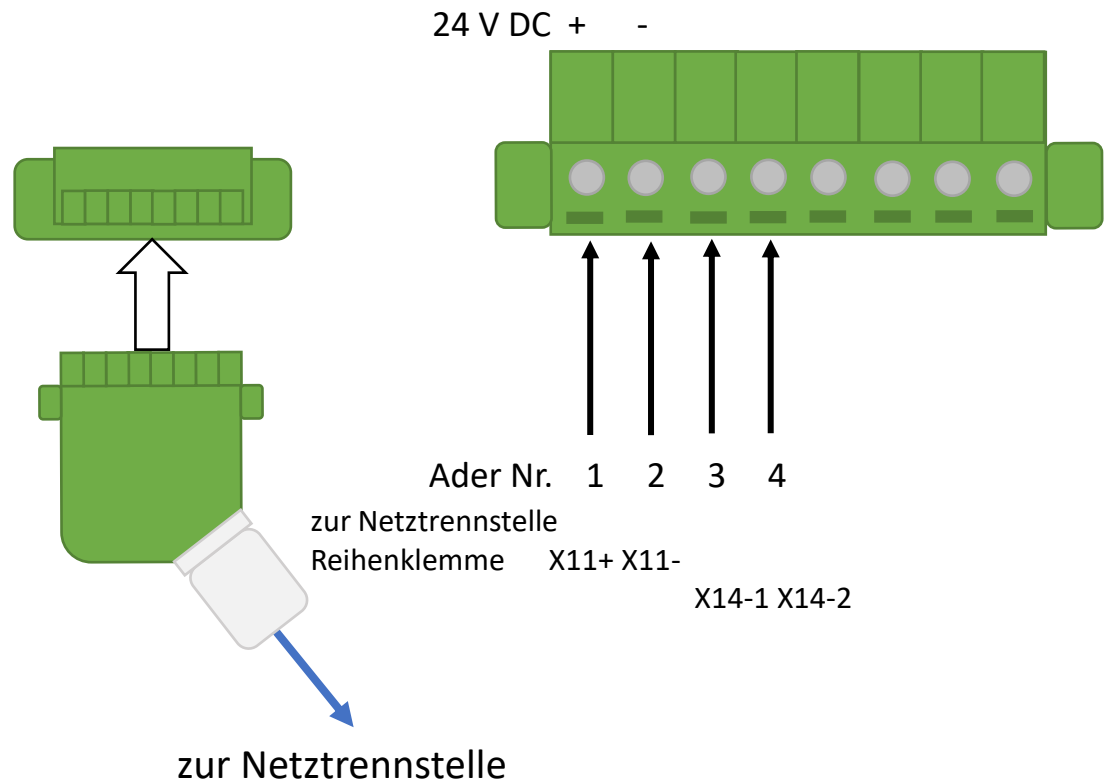 24 V DC + -
Ader Nr. 1 2 3 4
zur Netztrennstelle
Reihenklemme X11+ X11-
X14-1 X14-2
zur Netztrennstelle